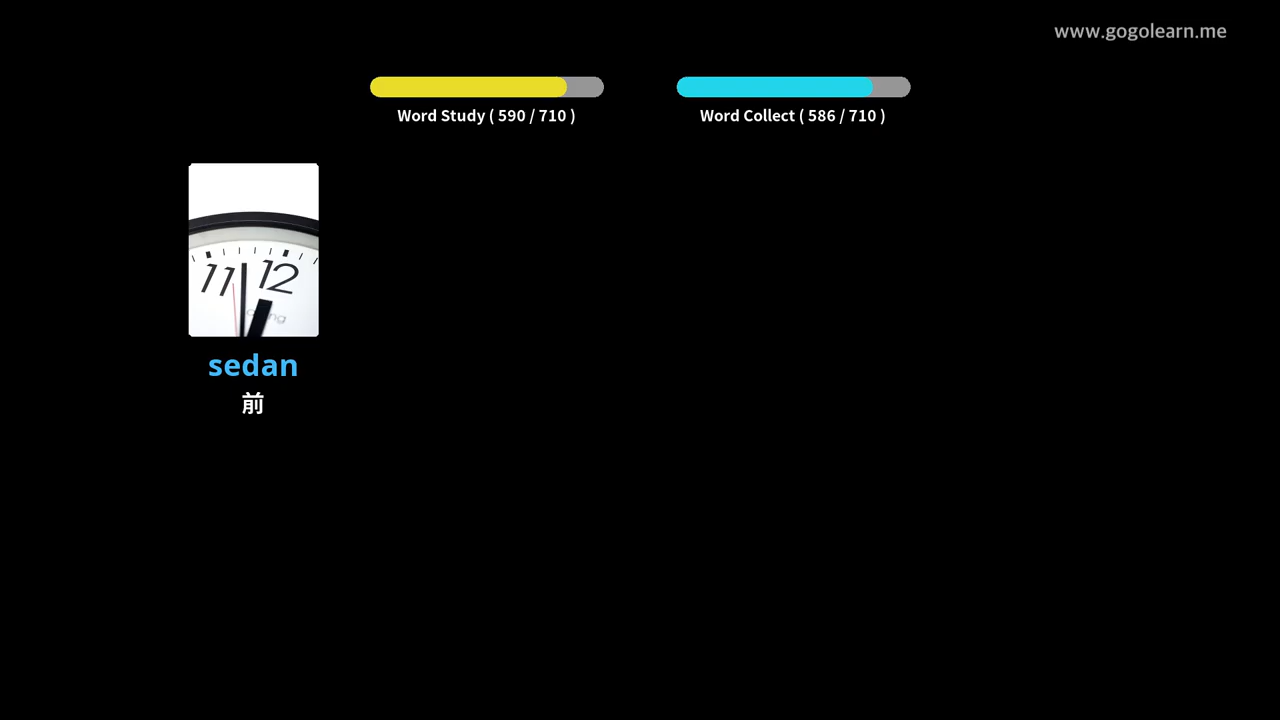 www.gogolearn.me
Word Study ( 590 / 710 )
Word Collect ( 586 / 710 )
11 12
sedan
前